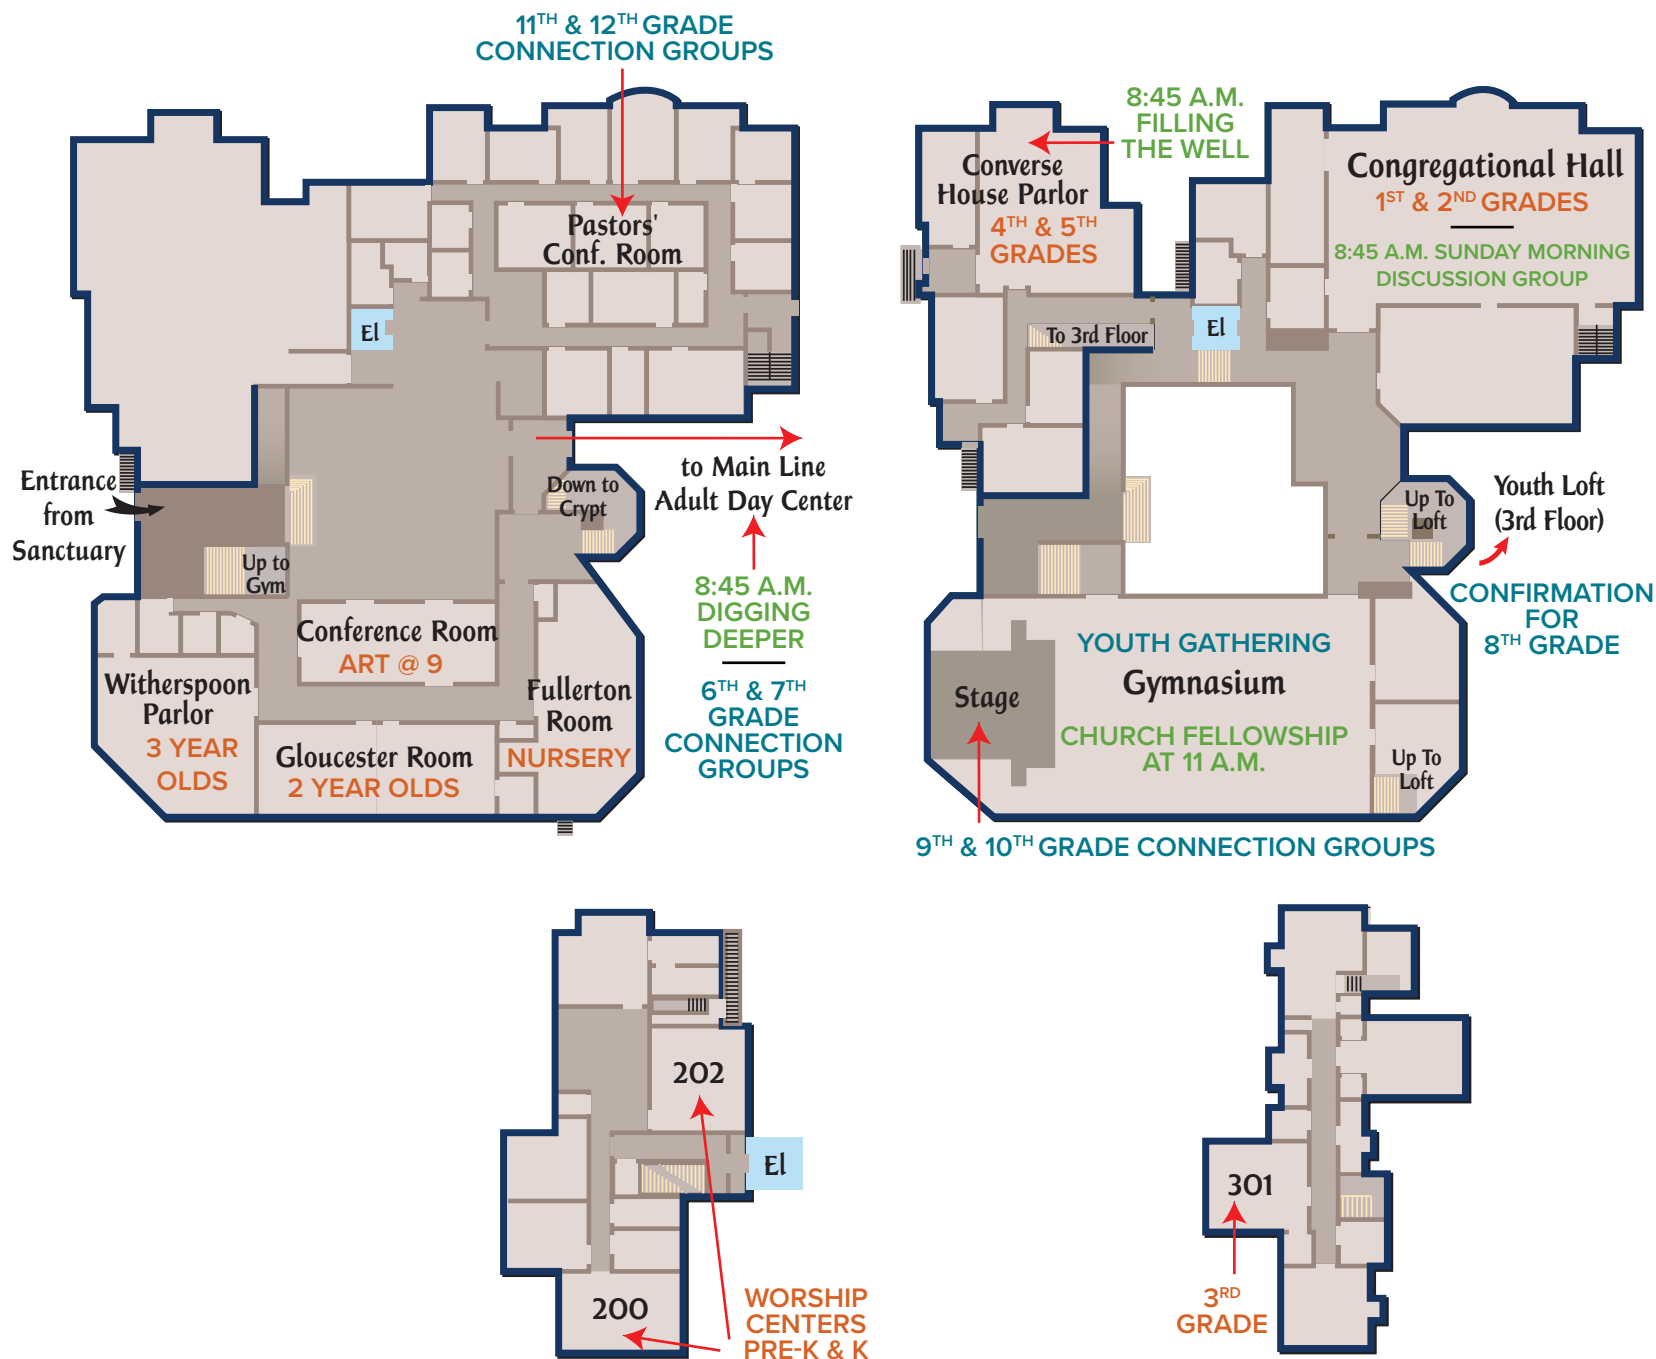 11TH & 12TH GRADE
CONNECTION GROUPS
Pastors'
Conf. Room
El
Entrance
from
Sanctuary
Up to
Gym
Down to
Crypt
to Main Line
Adult Day Center
8:45 A.M.
DIGGING
DEEPER
6TH & 7TH
GRADE
CONNECTION
GROUPS
Conference Room
ART @ 9
Witherspoon
Parlor
3 YEAR
OLDS
Gloucester Room
2 YEAR OLDS
Fullerton
Room
NURSERY
8:45 A.M.
FILLING
THE WELL
Converse
House Parlor
4TH & 5TH
GRADES
Congregational Hall
1ST & 2ND GRADES
8:45 A.M. SUNDAY MORNING
DISCUSSION GROUP
To 3rd Floor
El
Up To
Loft
Youth Loft
(3rd Floor)
CONFIRMATION
FOR
8TH GRADE
YOUTH GATHERING
Gymnasium
Stage
CHURCH FELLOWSHIP
AT 11 A.M.
Up To
Loft
9TH & 10TH GRADE CONNECTION GROUPS
202
El
200
WORSHIP
CENTERS
PRE-K & K
301
3RD
GRADE